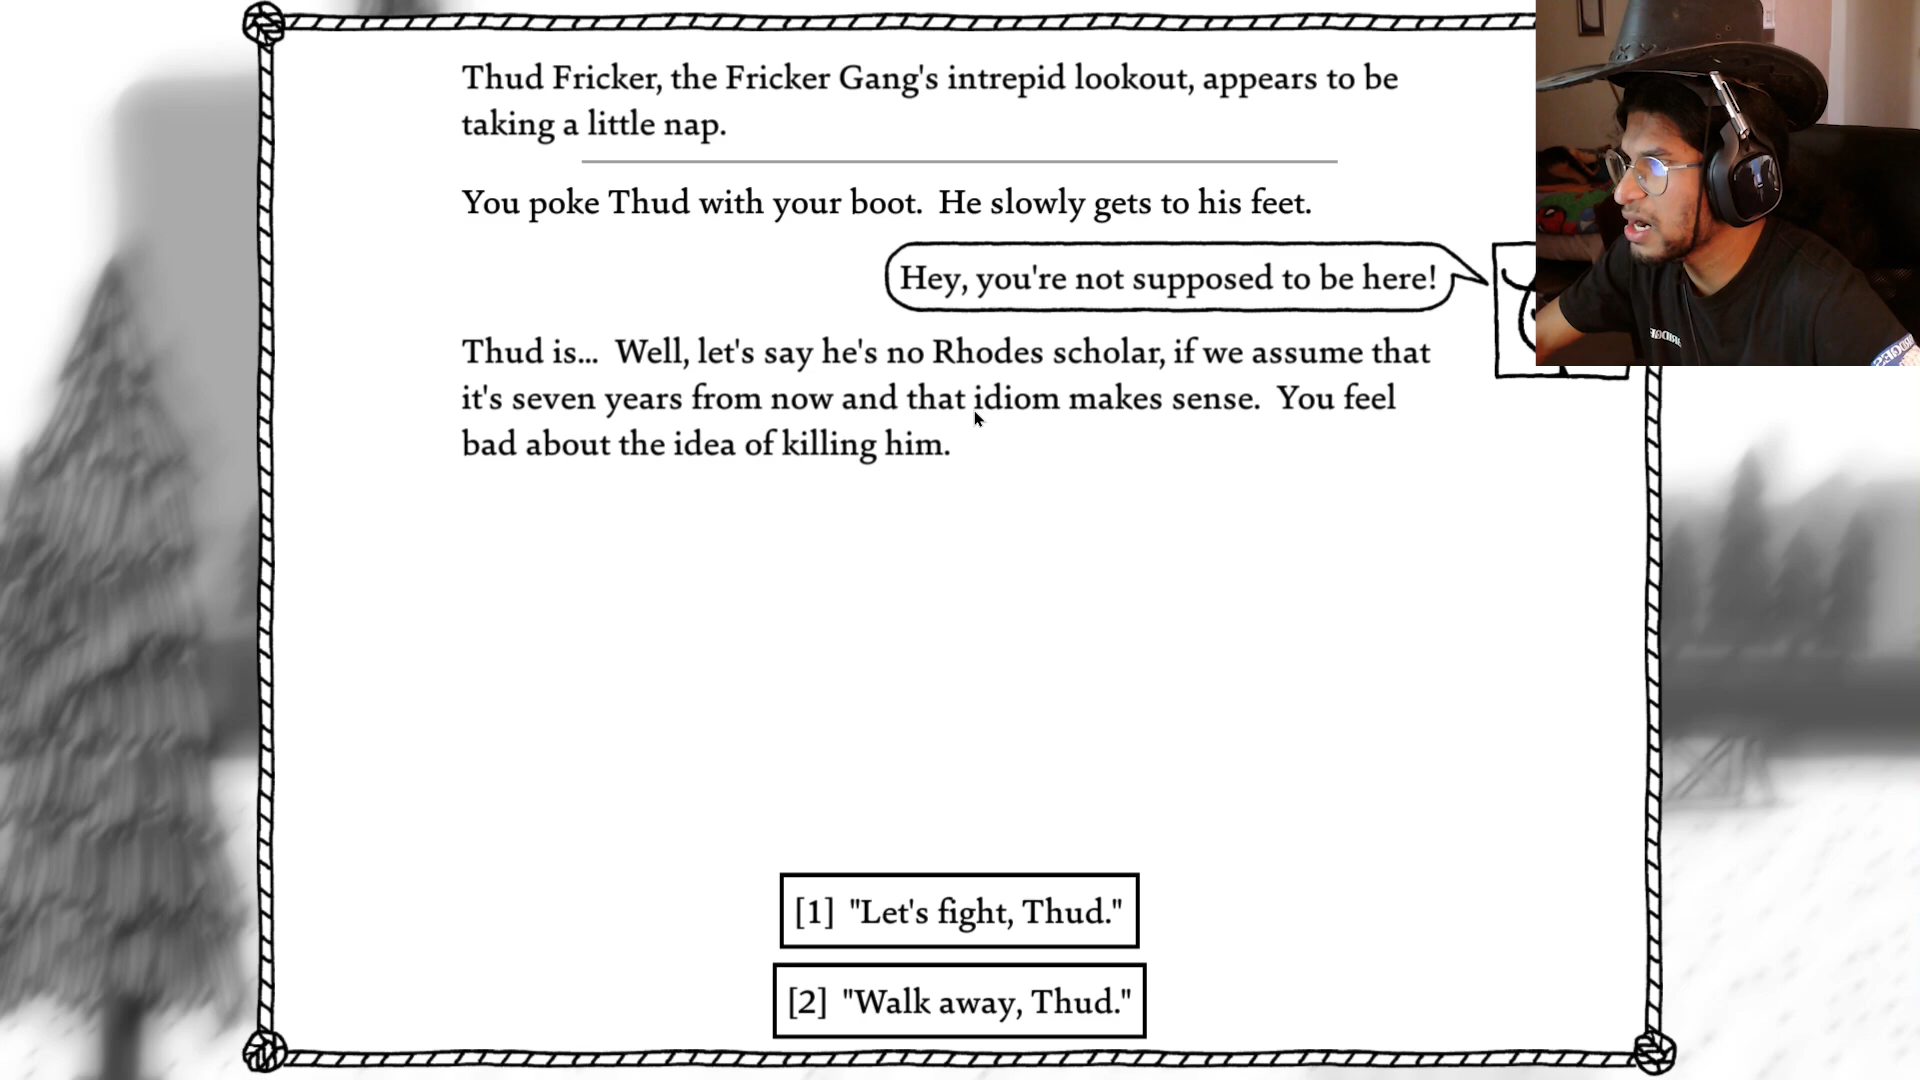 Thud Fricker, the Fricker Gang's intrepid lookout, appears to be
taking a little nap.
You poke Thud with your boot.  He slowly gets to his feet.
Hey, you're not supposed to be here!
Thud is...  Well, let's say he's no Rhodes scholar, if we assume that
it's seven years from now and that idiom makes sense.  You feel
bad about the idea of killing him.
[1] "Let's fight, Thud."
[2] "Walk away, Thud."